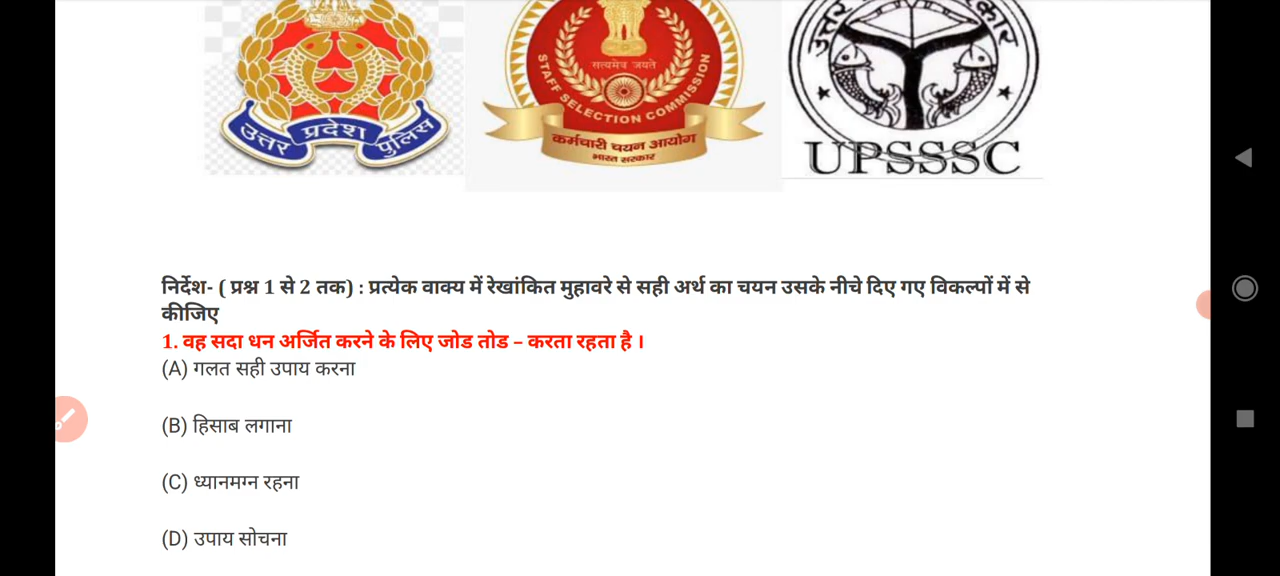 उत्तर प्रदेश पुलिस
सत्यमेव जयते
STAFF SELECTION COMMISSION
कर्मचारी चयन आयोग
भारत सरकार
UPSSSC
निर्देश- ( प्रश्न 1 से 2 तक) : प्रत्येक वाक्य में रेखांकित मुहावरे से सही अर्थ का चयन उसके नीचे दिए गए विकल्पों में से
कीजिए
1. वह सदा धन अर्जित करने के लिए जोड तोड – करता रहता है ।
(A) गलत सही उपाय करना
(B) हिसाब लगाना
(C) ध्यानमग्न रहना
(D) उपाय सोचना